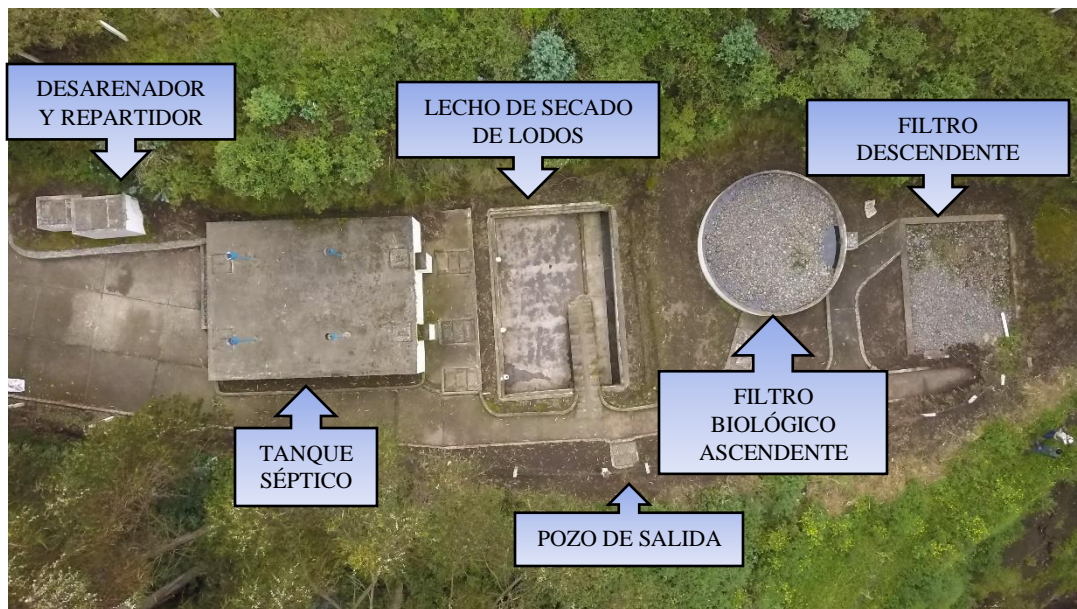 DESARENADOR
Y REPARTIDOR
LECHO DE SECADO
DE LODOS
FILTRO
DESCENDENTE
TANQUE
SÉPTICO
FILTRO
BIOLÓGICO
ASCENDENTE
POZO DE SALIDA